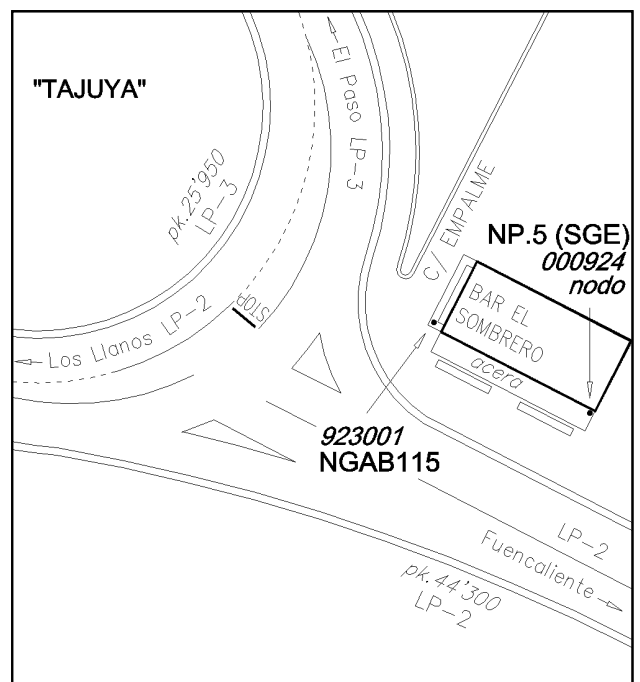 "TAJUYA"
El Paso LP-3
pk.25'950
LP-3
C/ EMPALME
NP.5 (SGE)
000924
nodo
BAR EL
SOMBRERO
acera
STOP
Los Llanos LP-2
923001
NGAB115
LP-2
Fuencaliente
pk.44'300
LP-2